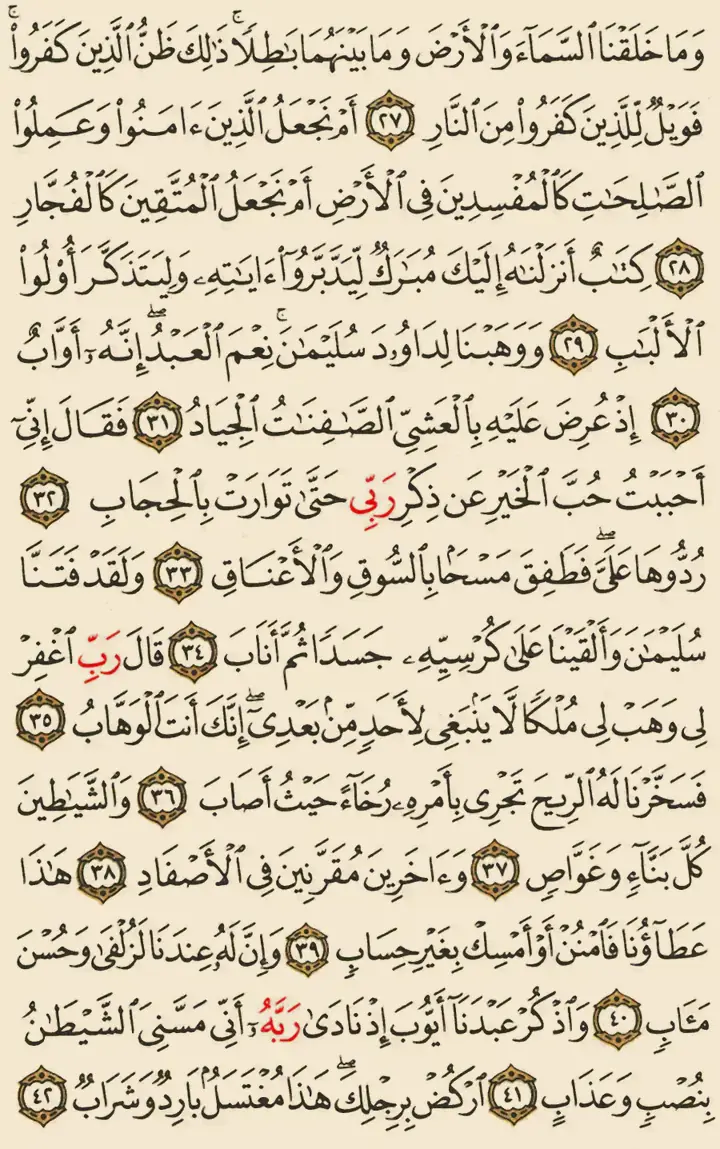 وَمَا خَلَقْنَا ٱلسَّمَآءَ وَٱلْأَرْضَ وَمَا بَيْنَهُمَا بَٰطِلًا ۚ ذَٰلِكَ ظَنُّ ٱلَّذِينَ كَفَرُوا۟ ۚ
فَوَيْلٌ لِّلَّذِينَ كَفَرُوا۟ مِنَ ٱلنَّارِ ٢٧ أَمْ نَجْعَلُ ٱلَّذِينَ ءَامَنُوا۟ وَعَمِلُوا۟
ٱلصَّٰلِحَٰتِ كَٱلْمُفْسِدِينَ فِى ٱلْأَرْضِ أَمْ نَجْعَلُ ٱلْمُتَّقِينَ كَٱلْفُجَّارِ
٢٨ كِتَٰبٌ أَنزَلْنَٰهُ إِلَيْكَ مُبَٰرَكٌ لِّيَدَّبَّرُوٓا۟ ءَايَٰتِهِۦ وَلِيَتَذَكَّرَ أُو۟لُوا۟
ٱلْأَلْبَٰبِ ٢٩ وَوَهَبْنَا لِدَاوُۥدَ سُلَيْمَٰنَ ۚ نِعْمَ ٱلْعَبْدُ ۖ إِنَّهُۥٓ أَوَّابٌ
٣٠ إِذْ عُرِضَ عَلَيْهِ بِٱلْعَشِىِّ ٱلصَّٰفِنَٰتُ ٱلْجِيَادُ ٣١ فَقَالَ إِنِّىٓ
أَحْبَبْتُ حُبَّ ٱلْخَيْرِ عَن ذِكْرِ رَبِّى حَتَّىٰ تَوَارَتْ بِٱلْحِجَابِ ٣٢
رُدُّوهَا عَلَىَّ ۖ فَطَفِقَ مَسْحًۢا بِٱلسُّوقِ وَٱلْأَعْنَاقِ ٣٣ وَلَقَدْ فَتَنَّا
سُلَيْمَٰنَ وَأَلْقَيْنَا عَلَىٰ كُرْسِيِّهِۦ جَسَدًا ثُمَّ أَنَابَ ٣٤ قَالَ رَبِّ ٱغْفِرْ
لِى وَهَبْ لِى مُلْكًا لَّا يَنۢبَغِى لِأَحَدٍ مِّنۢ بَعْدِىٓ ۖ إِنَّكَ أَنتَ ٱلْوَهَّابُ ٣٥
فَسَخَّرْنَا لَهُ ٱلرِّيحَ تَجْرِى بِأَمْرِهِۦ رُخَآءً حَيْثُ أَصَابَ ٣٦ وَٱلشَّيَٰطِينَ
كُلَّ بَنَّآءٍ وَغَوَّاصٍ ٣٧ وَءَاخَرِينَ مُقَرَّنِينَ فِى ٱلْأَصْفَادِ ٣٨ هَٰذَا
عَطَآؤُنَا فَٱمْنُنْ أَوْ أَمْسِكْ بِغَيْرِ حِسَابٍ ٣٩ وَإِنَّ لَهُۥ عِندَنَا لَزُلْفَىٰ وَحُسْنَ
مَـَٔابٍ ٤٠ وَٱذْكُرْ عَبْدَنَآ أَيُّوبَ إِذْ نَادَىٰ رَبَّهُۥٓ أَنِّى مَسَّنِىَ ٱلشَّيْطَٰنُ
بِنُصْبٍ وَعَذَابٍ ٤١ ٱرْكُضْ بِرِجْلِكَ ۖ هَٰذَا مُغْتَسَلٌۢ بَارِدٌ وَشَرَابٌ ٤٢